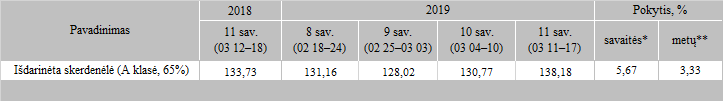 Pavadinimas
2018
2019
Pokytis, %
11 sav.
(03 12–18)
8 sav.
(02 18–24)
9 sav.
(02 25–03 03)
10 sav.
(03 04–10)
11 sav.
(03 11–17)
savaitės*
metų**
Išdarinėta skerdenėlė (A klasė, 65%)
133,73
131,16
128,02
130,77
138,18
5,67
3,33